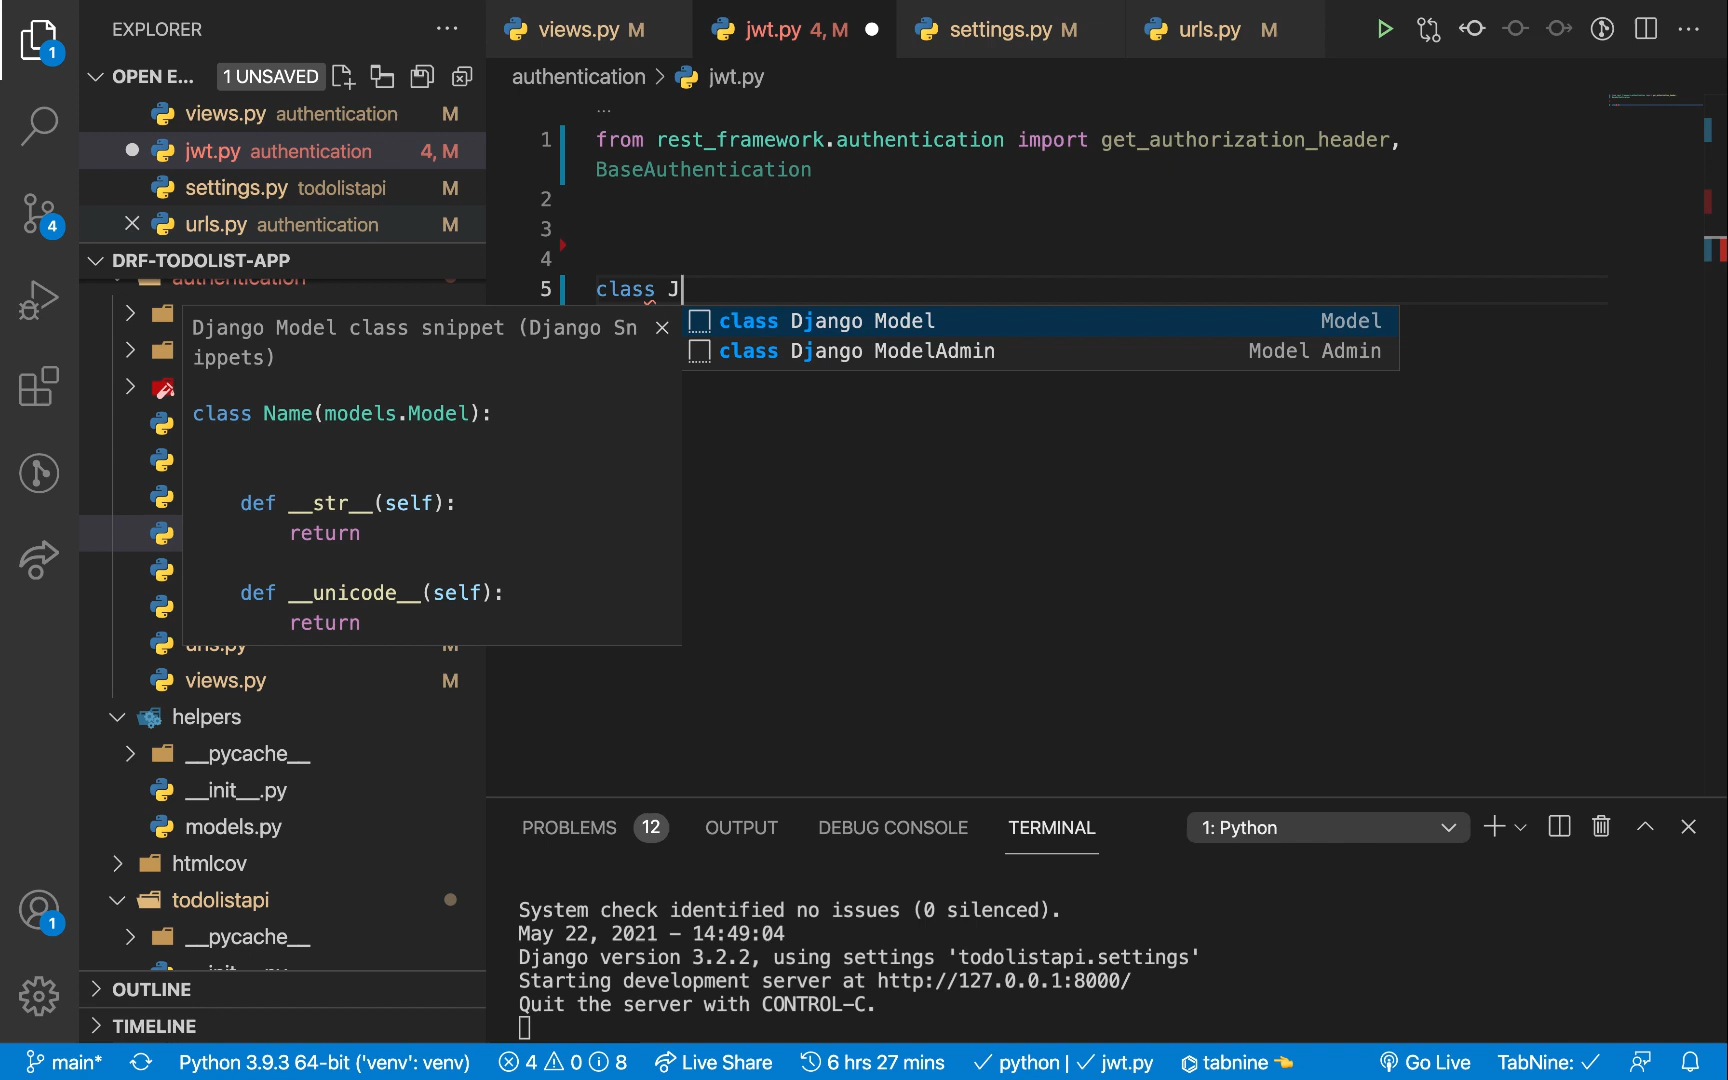 EXPLORER
OPEN E... 1 UNSAVED
views.py authentication M
jwt.py authentication 4, M
settings.py todolistapi M
urls.py authentication M
DRF-TODOLIST-APP
authentication
urls.py M
views.py M
helpers
__pycache__
__init__.py
models.py
htmlcov
todolistapi
__pycache__
__init__.py
OUTLINE
TIMELINE
1
4
1
views.py M
jwt.py 4, M
settings.py M
urls.py M
authentication > jwt.py
...
1 from rest_framework.authentication import get_authorization_header,
BaseAuthentication
2
3
4
5 class J
class Django Model Model
class Django ModelAdmin Model Admin
Django Model class snippet (Django Sn
ippets)
class Name(models.Model):
def __str__(self):
return
def __unicode__(self):
return
PROBLEMS 12 OUTPUT DEBUG CONSOLE TERMINAL 1: Python
System check identified no issues (0 silenced).
May 22, 2021 - 14:49:04
Django version 3.2.2, using settings 'todolistapi.settings'
Starting development server at http://127.0.0.1:8000/
Quit the server with CONTROL-C.
main* Python 3.9.3 64-bit ('venv': venv) 4 0 8 Live Share 6 hrs 27 mins python | jwt.py tabnine Go Live TabNine: